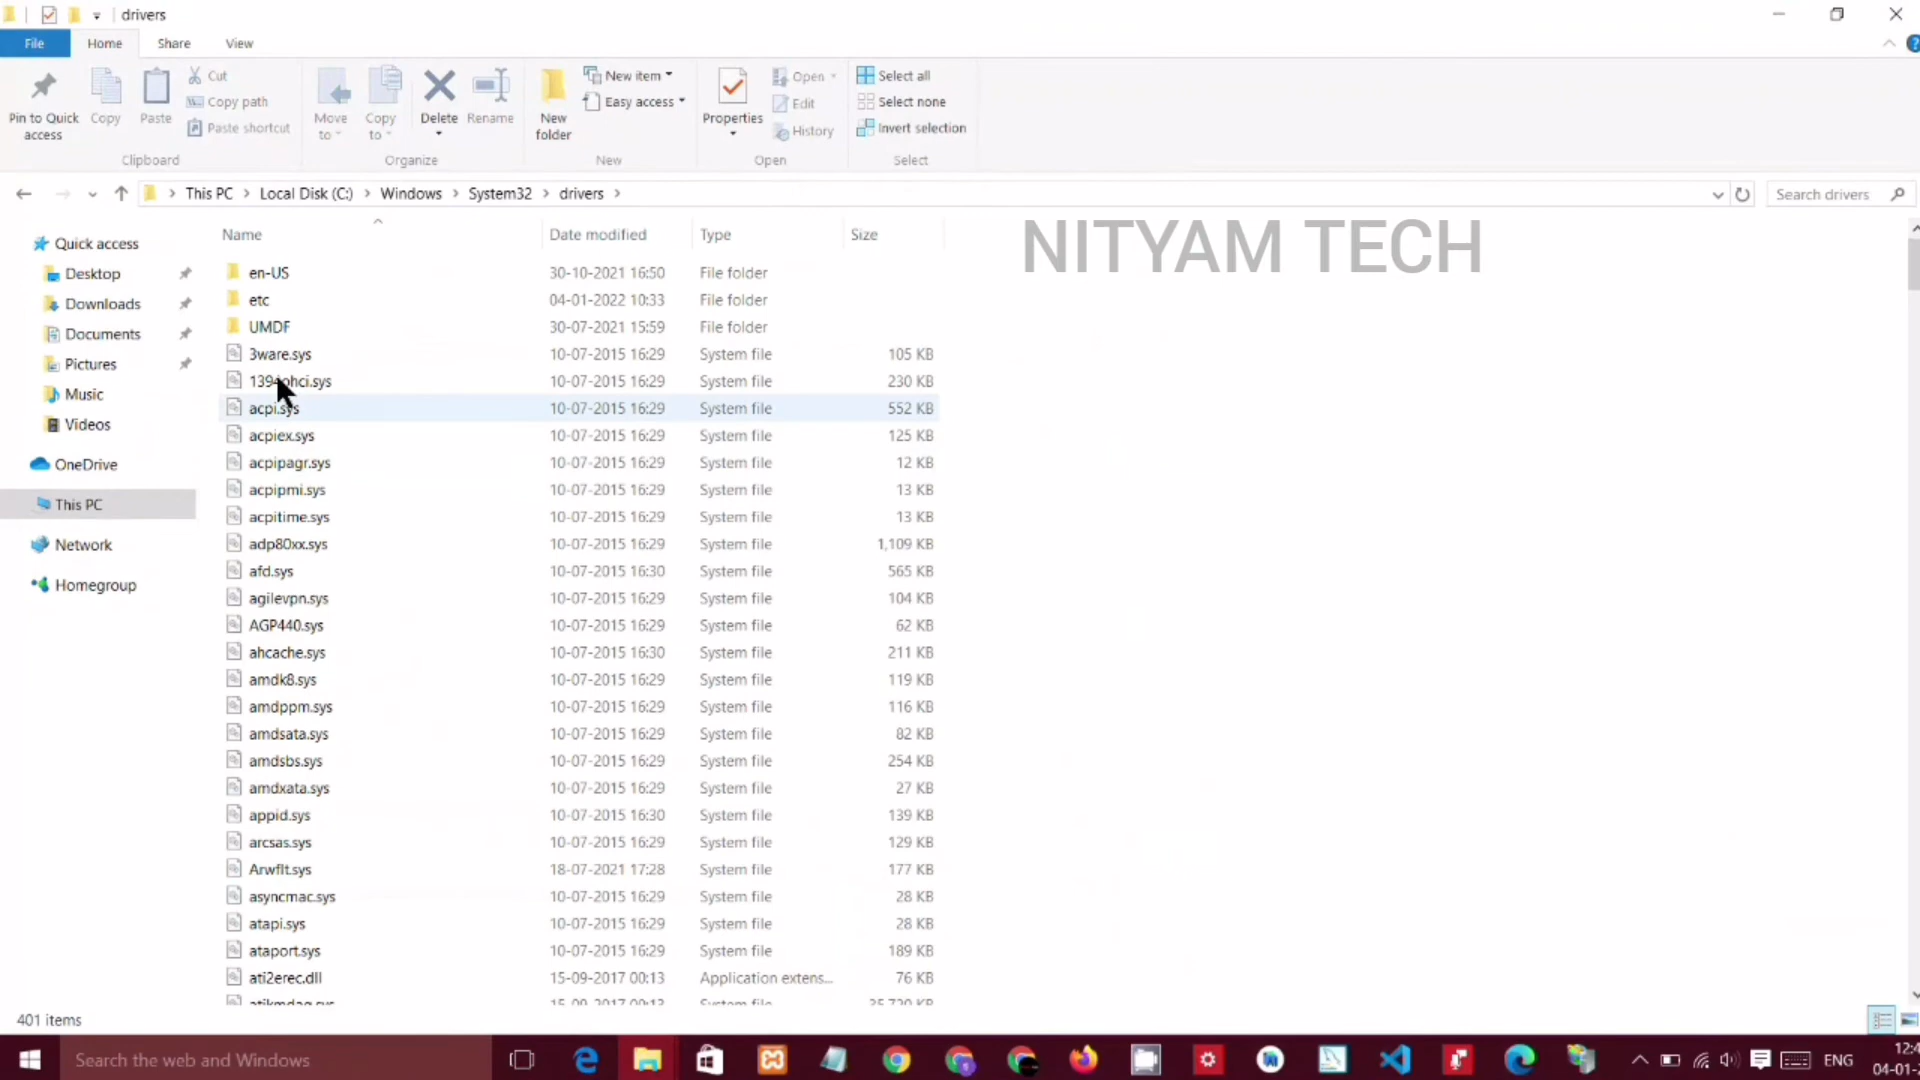 drivers
File Home Share View
Pin to Quick access
Copy
Paste
Cut
Copy path
Paste shortcut
Clipboard
Move to
Copy to
Delete
Rename
Organize
New folder
New item
Easy access
New
Properties
Open
Edit
History
Open
Select all
Select none
Invert selection
Select
This PC Local Disk (C:) Windows System32 drivers
Search drivers
NITYAM TECH
Quick access
Desktop
Downloads
Documents
Pictures
Music
Videos
OneDrive
This PC
Network
Homegroup
Name Date modified Type Size
en-US 30-10-2021 16:50 File folder
etc 04-01-2022 10:33 File folder
UMDF 30-07-2021 15:59 File folder
3ware.sys 10-07-2015 16:29 System file 105 KB
1394ohci.sys 10-07-2015 16:29 System file 230 KB
acpi.sys 10-07-2015 16:29 System file 552 KB
acpiex.sys 10-07-2015 16:29 System file 125 KB
acpipagr.sys 10-07-2015 16:29 System file 12 KB
acpipmi.sys 10-07-2015 16:29 System file 13 KB
acpitime.sys 10-07-2015 16:29 System file 13 KB
adp80xx.sys 10-07-2015 16:29 System file 1,109 KB
afd.sys 10-07-2015 16:30 System file 565 KB
agilevpn.sys 10-07-2015 16:29 System file 104 KB
AGP440.sys 10-07-2015 16:29 System file 62 KB
ahcache.sys 10-07-2015 16:30 System file 211 KB
amdk8.sys 10-07-2015 16:29 System file 119 KB
amdppm.sys 10-07-2015 16:29 System file 116 KB
amdsata.sys 10-07-2015 16:29 System file 82 KB
amdsbs.sys 10-07-2015 16:29 System file 254 KB
amdxata.sys 10-07-2015 16:29 System file 27 KB
appid.sys 10-07-2015 16:30 System file 139 KB
arcsas.sys 10-07-2015 16:29 System file 129 KB
Arwflt.sys 18-07-2021 17:28 System file 177 KB
asyncmac.sys 10-07-2015 16:29 System file 28 KB
atapi.sys 10-07-2015 16:29 System file 28 KB
ataport.sys 10-07-2015 16:29 System file 189 KB
ati2erec.dll 15-09-2017 00:13 Application extens... 76 KB
401 items
Search the web and Windows
ENG
12:4
04-01-